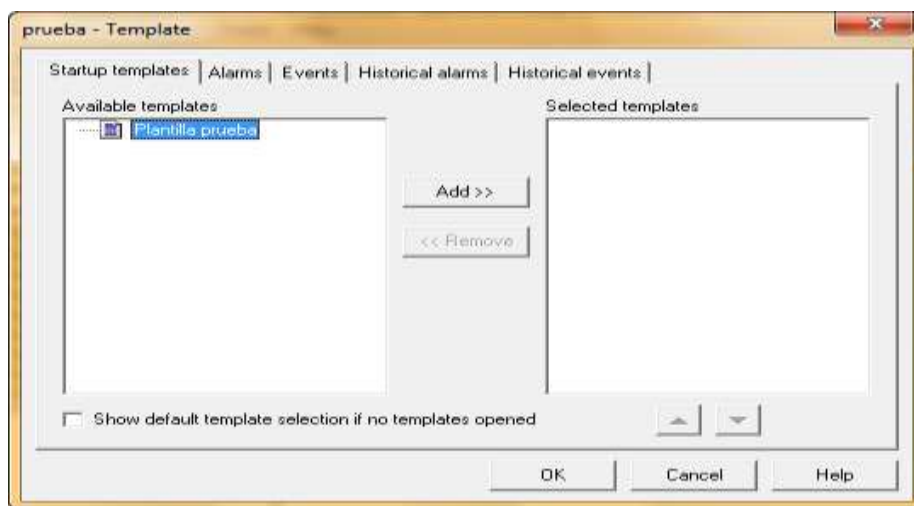 prueba - Template
Startup templates Alarms Events Historical alarms Historical events
Available templates Selected templates
Plantilla prueba
Add >>
<< Remove
Show default template selection if no templates opened
OK Cancel Help